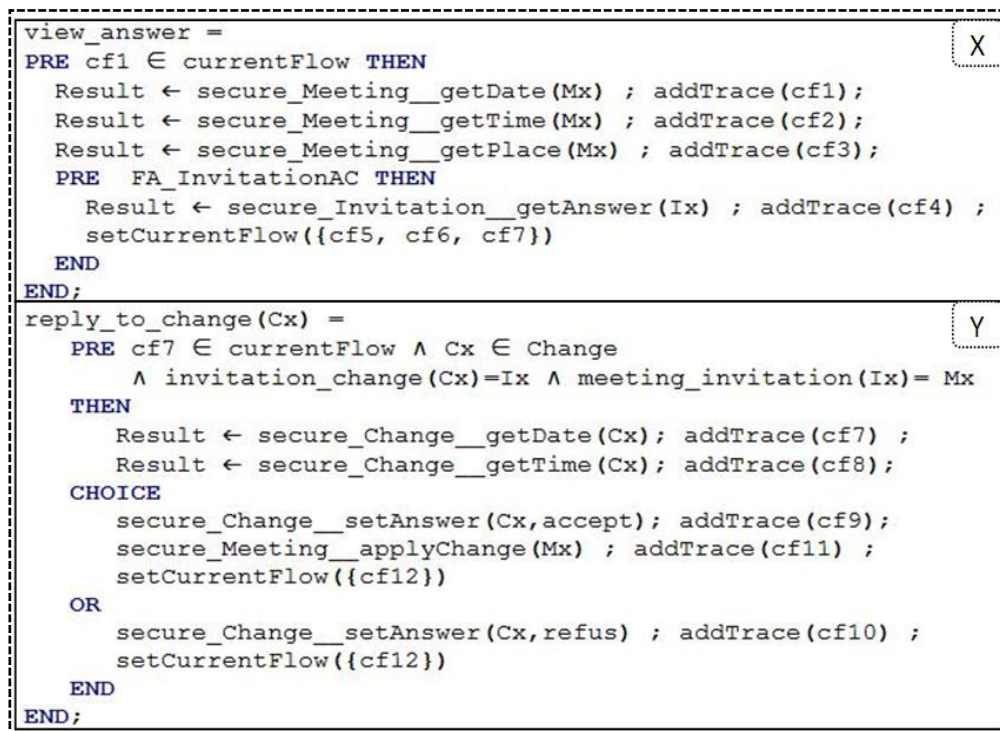 view_answer =
X
PRE cf1 ∈ currentFlow THEN
Result ← secure_Meeting__getDate(Mx) ; addTrace(cf1);
Result ← secure_Meeting__getTime(Mx) ; addTrace(cf2);
Result ← secure_Meeting__getPlace(Mx) ; addTrace(cf3);
PRE FA_InvitationAC THEN
Result ← secure_Invitation__getAnswer(Ix) ; addTrace(cf4) ;
setCurrentFlow({cf5, cf6, cf7})
END
END;
reply_to_change(Cx) =
Y
PRE cf7 ∈ currentFlow ∧ Cx ∈ Change
∧ invitation_change(Cx)=Ix ∧ meeting_invitation(Ix)= Mx
THEN
Result ← secure_Change__getDate(Cx); addTrace(cf7) ;
Result ← secure_Change__getTime(Cx); addTrace(cf8);
CHOICE
secure_Change__setAnswer(Cx,accept); addTrace(cf9);
secure_Meeting__applyChange(Mx) ; addTrace(cf11) ;
setCurrentFlow({cf12})
OR
secure_Change__setAnswer(Cx,refus) ; addTrace(cf10) ;
setCurrentFlow({cf12})
END
END;